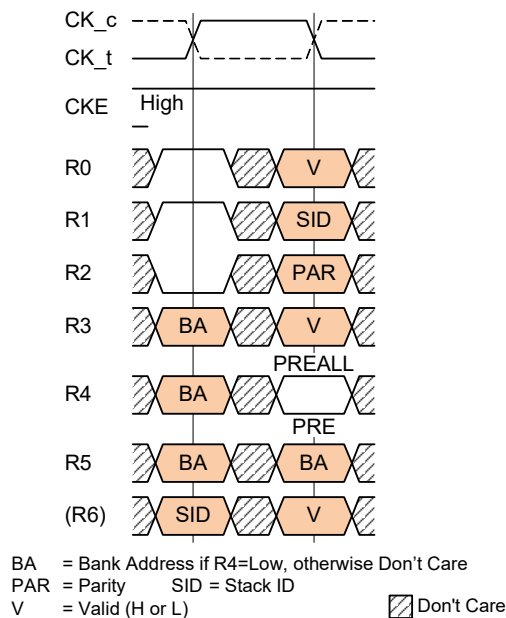 CK_c
CK_t
CKE High
R0 V
R1 SID
R2 PAR
R3 BA V
PREALL
R4 BA
PRE
R5 BA BA
(R6) SID V
BA = Bank Address if R4=Low, otherwise Don't Care
PAR = Parity SID = Stack ID
V = Valid (H or L) Don't Care